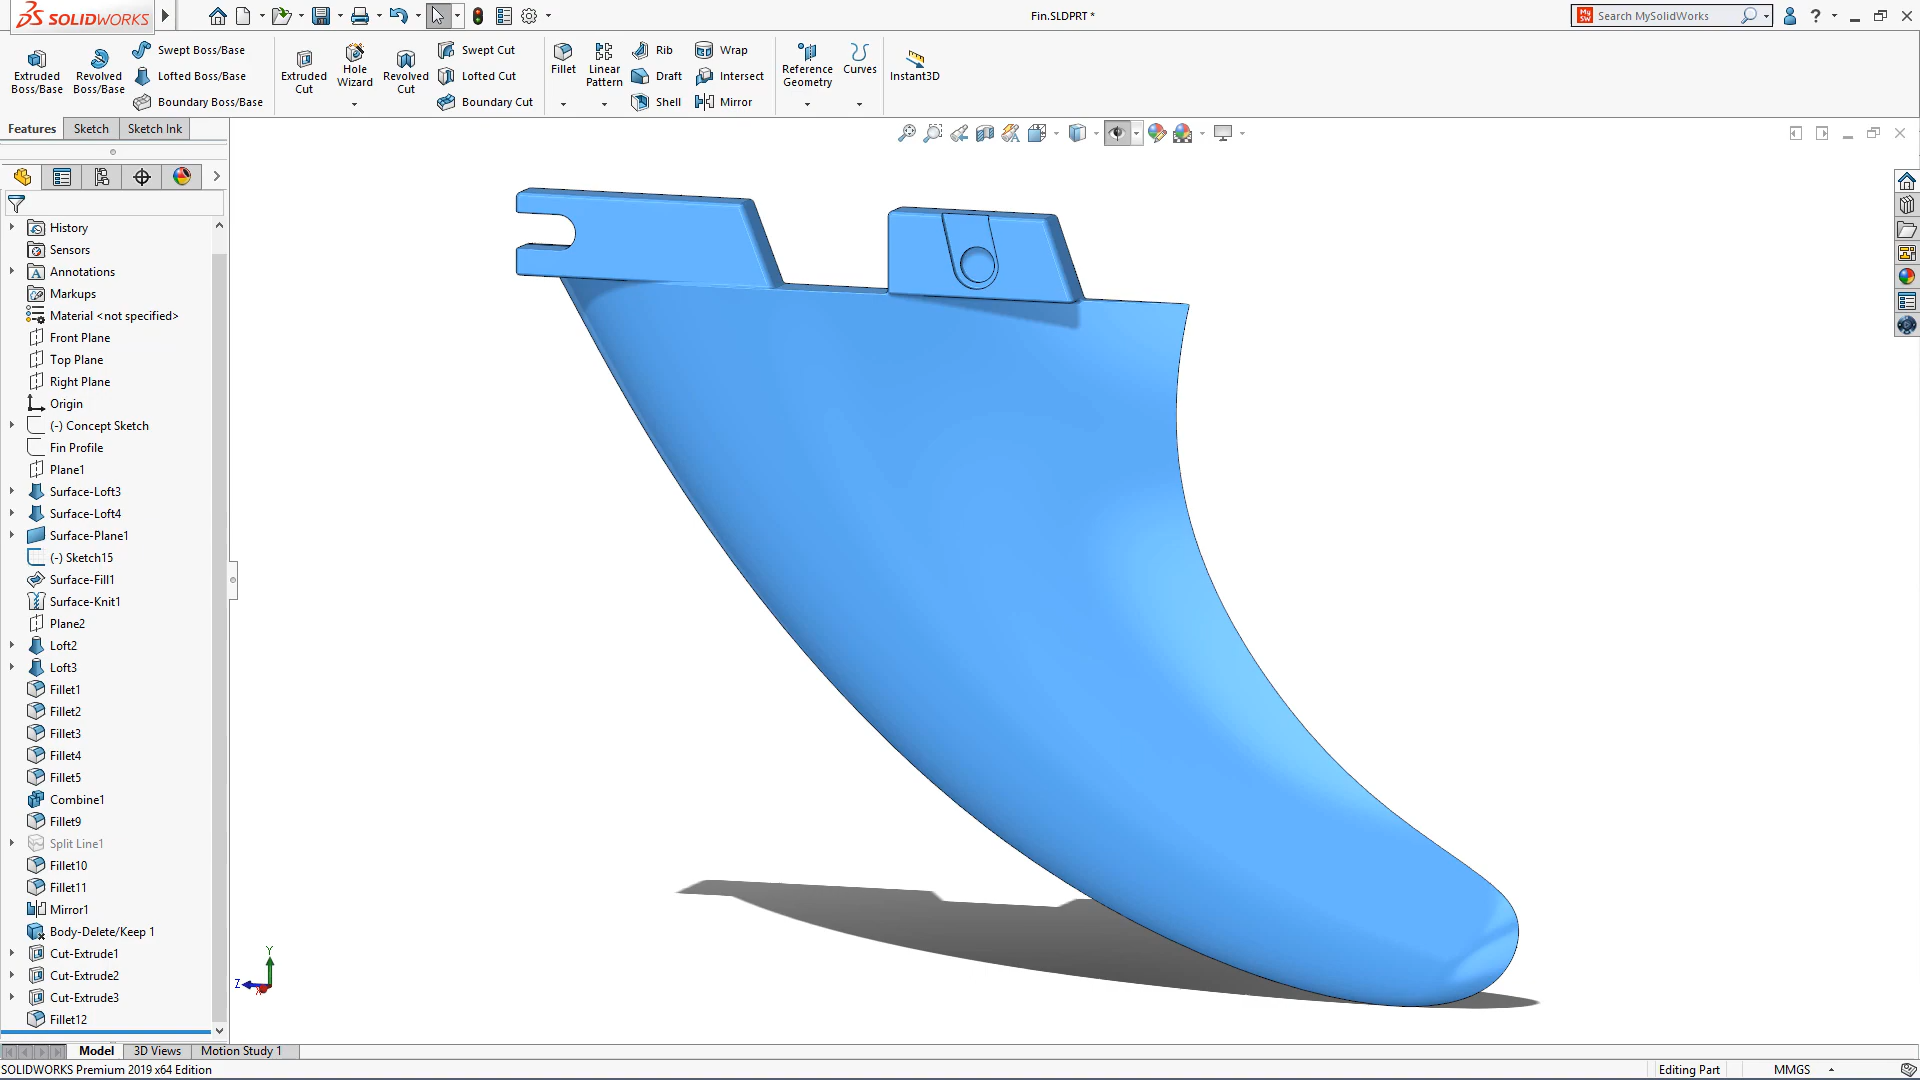 SOLIDWORKS
Fin.SLDPRT *
Search MySolidWorks
Extruded Boss/Base
Revolved Boss/Base
Swept Boss/Base
Lofted Boss/Base
Boundary Boss/Base
Extruded Cut
Hole Wizard
Revolved Cut
Swept Cut
Lofted Cut
Boundary Cut
Fillet
Linear Pattern
Rib
Draft
Shell
Wrap
Intersect
Mirror
Reference Geometry
Curves
Instant3D
Features
Sketch
Sketch Ink
History
Sensors
Annotations
Markups
Material <not specified>
Front Plane
Top Plane
Right Plane
Origin
(-) Concept Sketch
Fin Profile
Plane1
Surface-Loft3
Surface-Loft4
Surface-Plane1
(-) Sketch15
Surface-Fill1
Surface-Knit1
Plane2
Loft2
Loft3
Fillet1
Fillet2
Fillet3
Fillet4
Fillet5
Combine1
Fillet9
Split Line1
Fillet10
Fillet11
Mirror1
Body-Delete/Keep 1
Cut-Extrude1
Cut-Extrude2
Cut-Extrude3
Fillet12
Y
Z
Model
3D Views
Motion Study 1
SOLIDWORKS Premium 2019 x64 Edition
Editing Part
MMGS